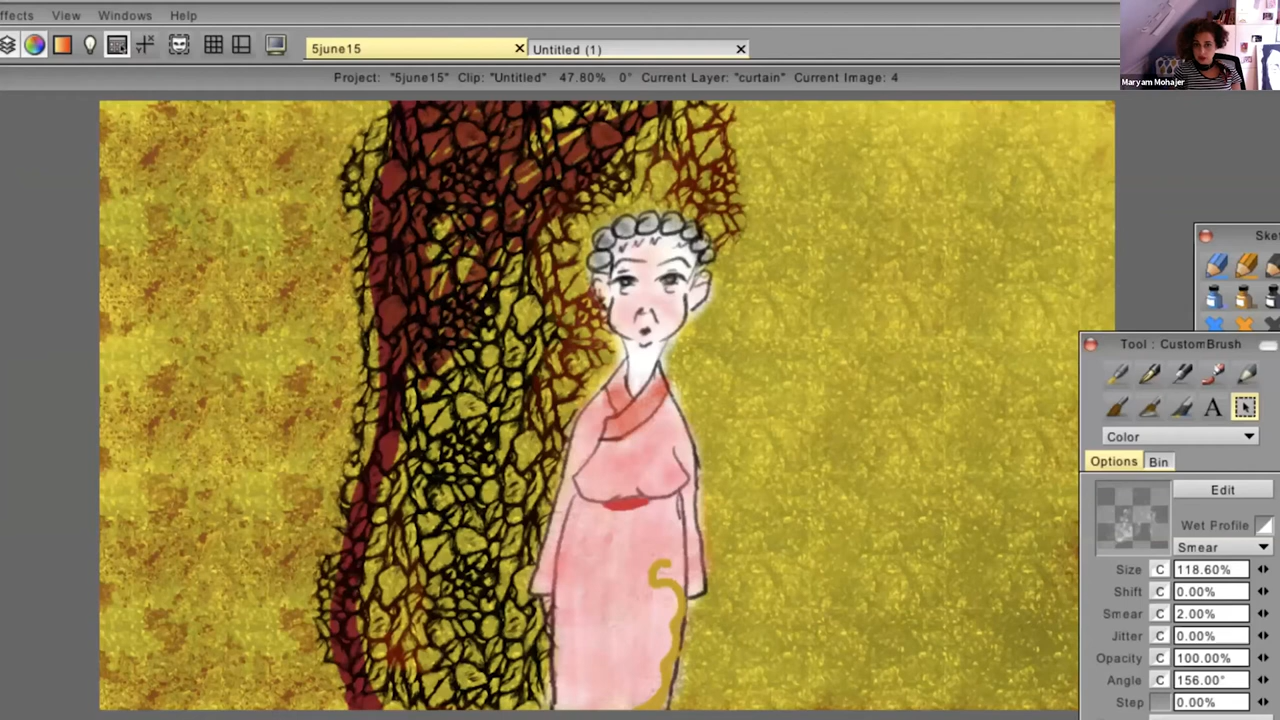 ffects View Windows Help
5june15 Untitled (1)
Project: "5june15" Clip: "Untitled" 47.80% 0° Current Layer: "curtain" Current Image: 4
Maryam Mohajer
Ske
Tool : CustomBrush
A
Color
Options Bin
Edit
Wet Profile
Smear
Size C 118.60%
Shift C 0.00%
Smear C 2.00%
Jitter C 0.00%
Opacity C 100.00%
Angle C 156.00°
Step 0.00%